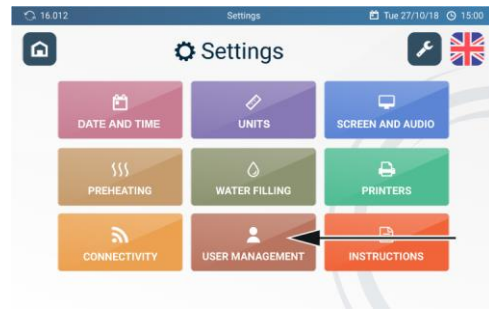 16.012 Settings Tue 27/10/18 15:00
Settings
DATE AND TIME UNITS SCREEN AND AUDIO
PREHEATING WATER FILLING PRINTERS
CONNECTIVITY USER MANAGEMENT INSTRUCTIONS